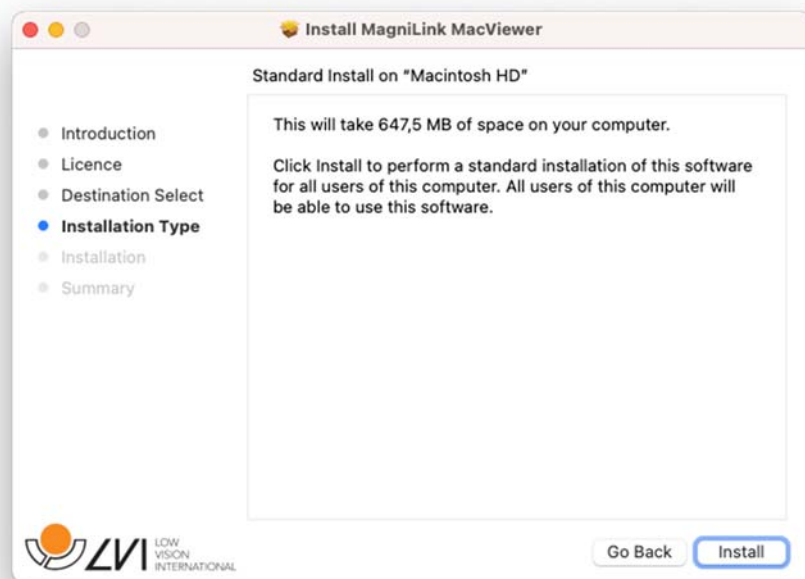 Install MagniLink MacViewer
Standard Install on “Macintosh HD”
Introduction
Licence
Destination Select
Installation Type
Installation
Summary
This will take 647,5 MB of space on your computer.
Click Install to perform a standard installation of this software
for all users of this computer. All users of this computer will
be able to use this software.
LVI
LOW
VISION
INTERNATIONAL
Go Back
Install